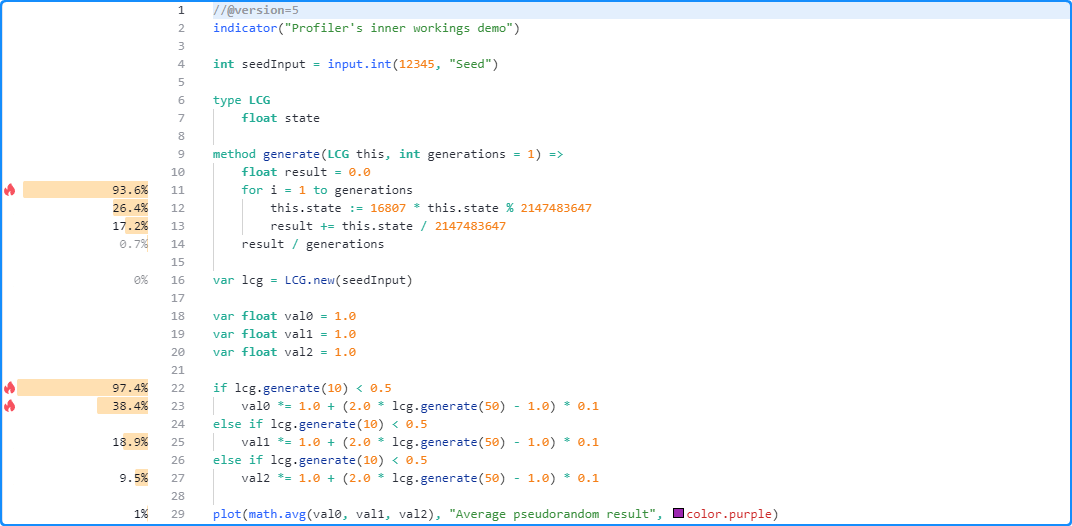 1 //@version=5
2 indicator("Profiler's inner workings demo")
3
4 int seedInput = input.int(12345, "Seed")
5
6 type LCG
7     float state
8
9 method generate(LCG this, int generations = 1) =>
10     float result = 0.0
93.6% 11     for i = 1 to generations
26.4% 12         this.state := 16807 * this.state % 2147483647
17.2% 13         result += this.state / 2147483647
0.7% 14     result / generations
15
0% 16 var lcg = LCG.new(seedInput)
17
18 var float val0 = 1.0
19 var float val1 = 1.0
20 var float val2 = 1.0
21
97.4% 22 if lcg.generate(10) < 0.5
38.4% 23     val0 *= 1.0 + (2.0 * lcg.generate(50) - 1.0) * 0.1
24 else if lcg.generate(10) < 0.5
18.9% 25     val1 *= 1.0 + (2.0 * lcg.generate(50) - 1.0) * 0.1
26 else if lcg.generate(10) < 0.5
9.5% 27     val2 *= 1.0 + (2.0 * lcg.generate(50) - 1.0) * 0.1
28
1% 29 plot(math.avg(val0, val1, val2), "Average pseudorandom result", color.purple)